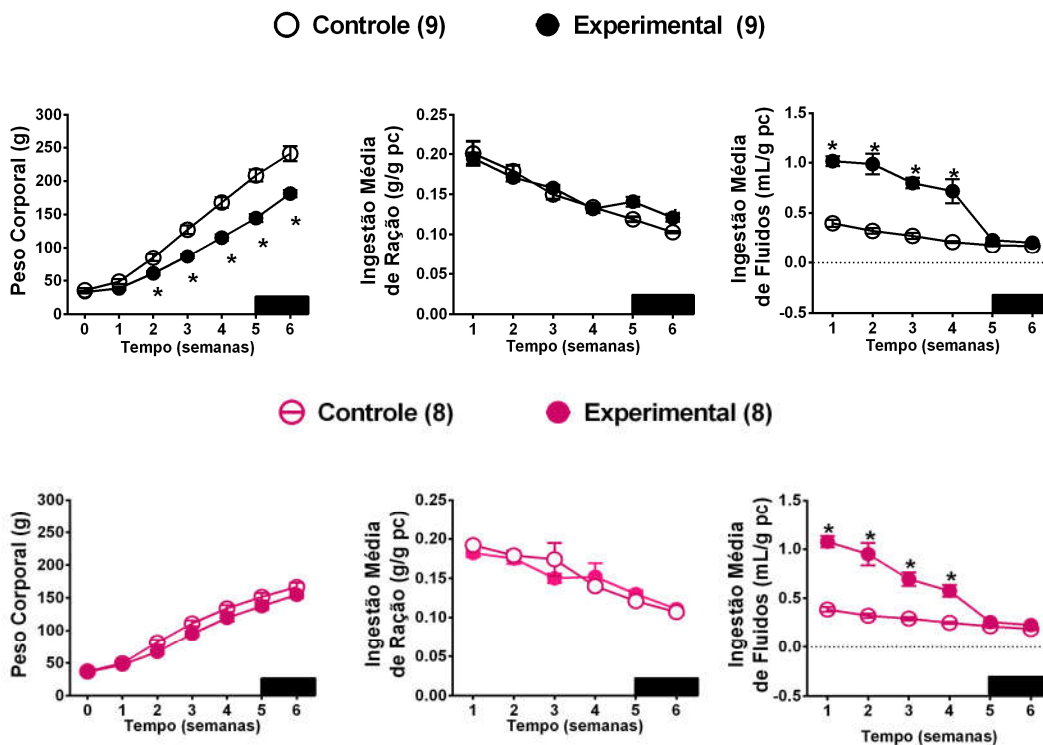 Controle (9) Experimental (9)
Peso Corporal (g)
300
250
200
150
100
50
0
* * * * *
0 1 2 3 4 5 6
Tempo (semanas)
Ingestão Média
de Ração (g/g pc)
0.25
0.20
0.15
0.10
0.05
0.00
1 2 3 4 5 6
Tempo (semanas)
Ingestão Média
de Fluidos (mL/g pc)
1.5
1.0
0.5
0.0
-0.5
* * * *
1 2 3 4 5 6
Tempo (semanas)
Controle (8) Experimental (8)
Peso Corporal (g)
300
250
200
150
100
50
0
0 1 2 3 4 5 6
Tempo (semanas)
Ingestão Média
de Ração (g/g pc)
0.25
0.20
0.15
0.10
0.05
0.00
1 2 3 4 5 6
Tempo (semanas)
Ingestão Média
de Fluidos (mL/g pc)
1.5
1.0
0.5
0.0
-0.5
* * * *
1 2 3 4 5 6
Tempo (semanas)